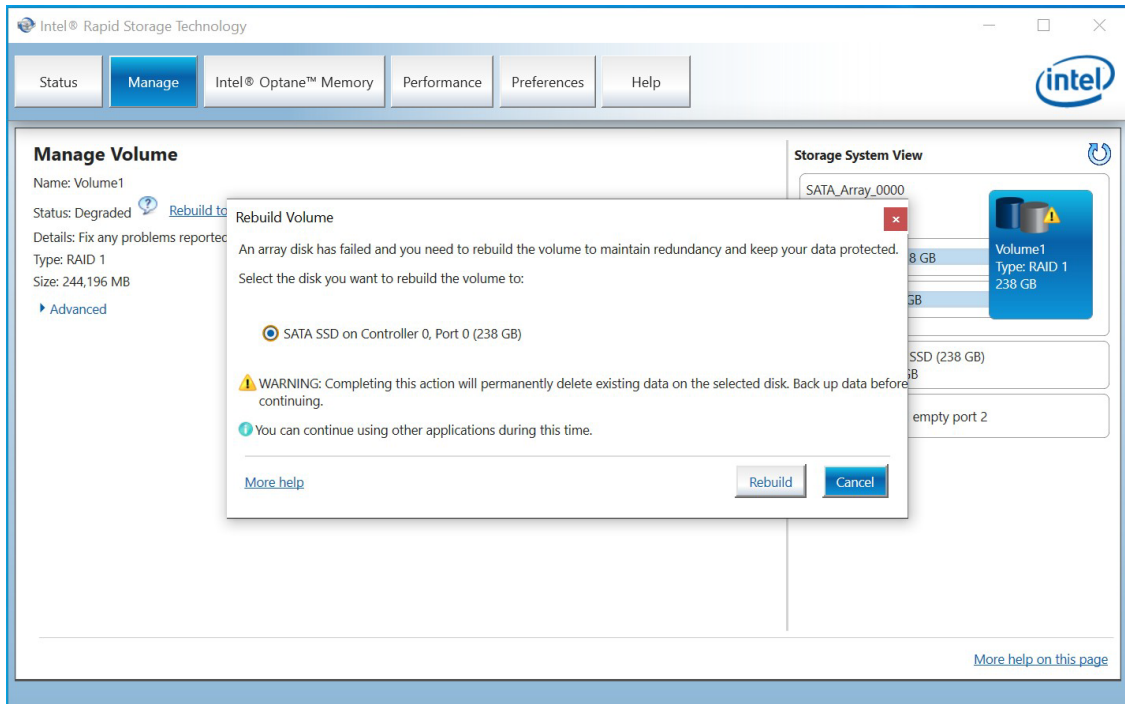 Intel® Rapid Storage Technology
Status
Manage
Intel® Optane™ Memory
Performance
Preferences
Help
intel
Manage Volume
Name: Volume1
Status: Degraded
Rebuild to
Details: Fix any problems reported
Type: RAID 1
Size: 244,196 MB
Advanced
Rebuild Volume
An array disk has failed and you need to rebuild the volume to maintain redundancy and keep your data protected.
Select the disk you want to rebuild the volume to:
SATA SSD on Controller 0, Port 0 (238 GB)
WARNING: Completing this action will permanently delete existing data on the selected disk. Back up data before
continuing.
You can continue using other applications during this time.
More help
Rebuild
Cancel
Storage System View
SATA_Array_0000
8 GB
GB
Volume1
Type: RAID 1
238 GB
SSD (238 GB)
GB
empty port 2
More help on this page